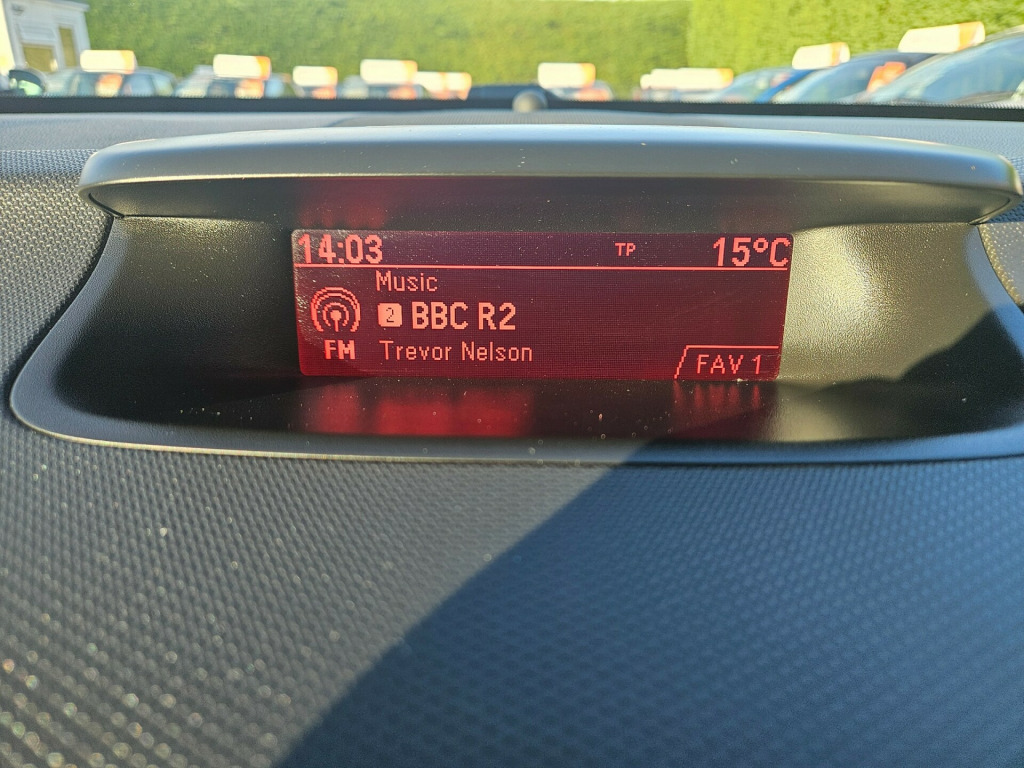 14:03 TP 15°C
Music
2 BBC R2
FM Trevor Nelson
FAV 1